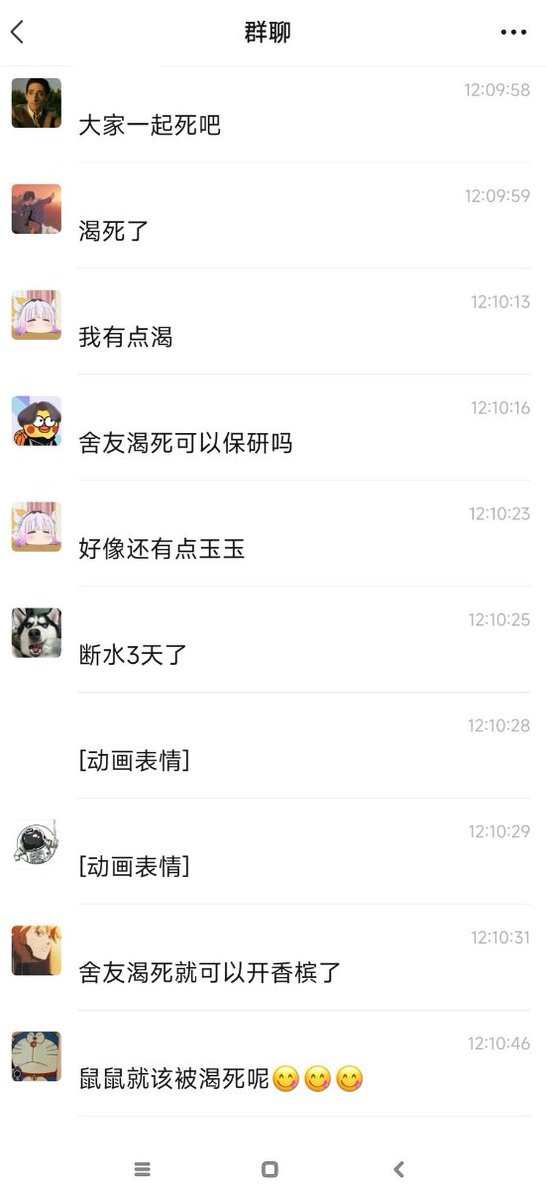 群聊
12:09:58
大家一起死吧
12:09:59
渴死了
12:10:13
我有点渴
12:10:16
舍友渴死可以保研吗
12:10:23
好像还有点玉玉
12:10:25
断水3天了
12:10:28
[动画表情]
12:10:29
[动画表情]
12:10:31
舍友渴死就可以开香槟了
12:10:46
鼠鼠就该被渴死呢😋😋😋